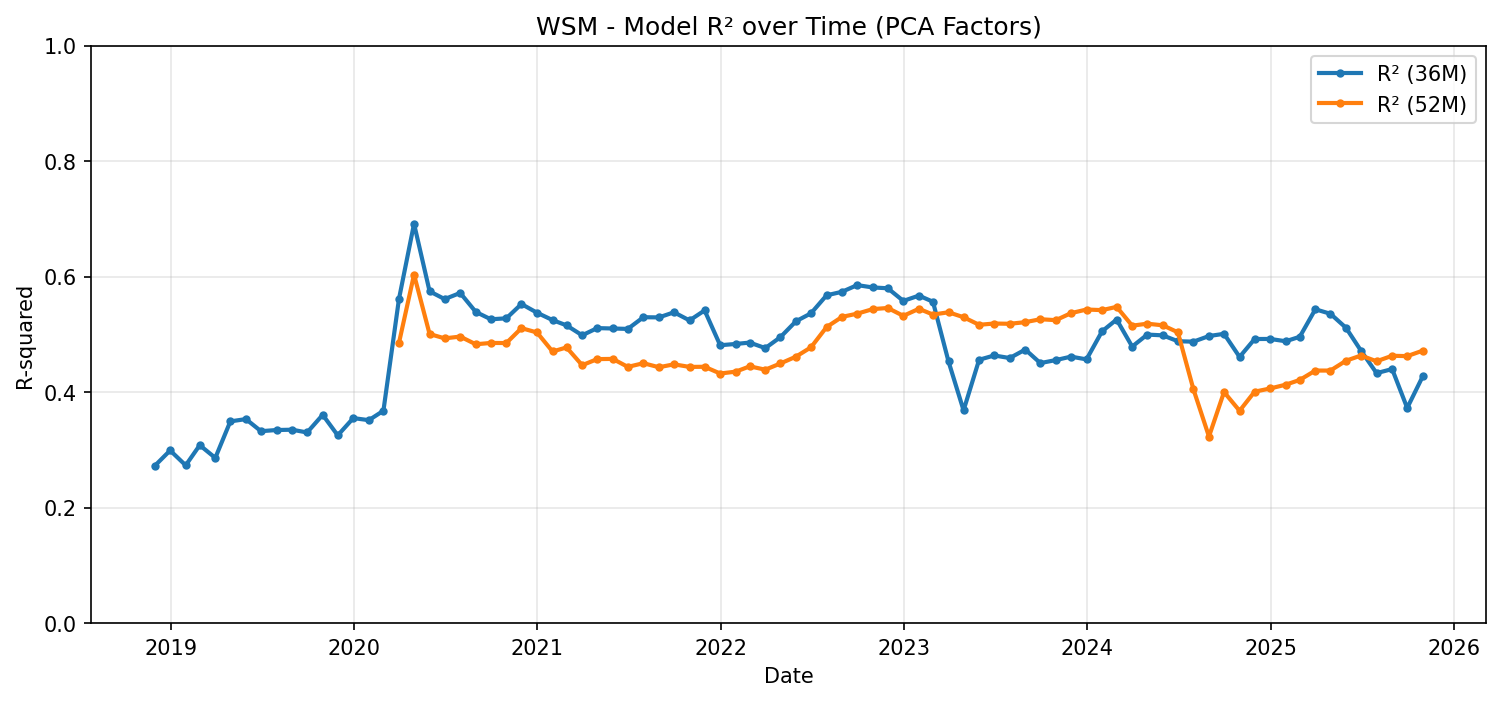 WSM - Model R² over Time (PCA Factors)
1.0
0.8
0.6
0.4
0.2
0.0
R-squared
R² (36M)
R² (52M)
2019 2020 2021 2022 2023 2024 2025 2026
Date